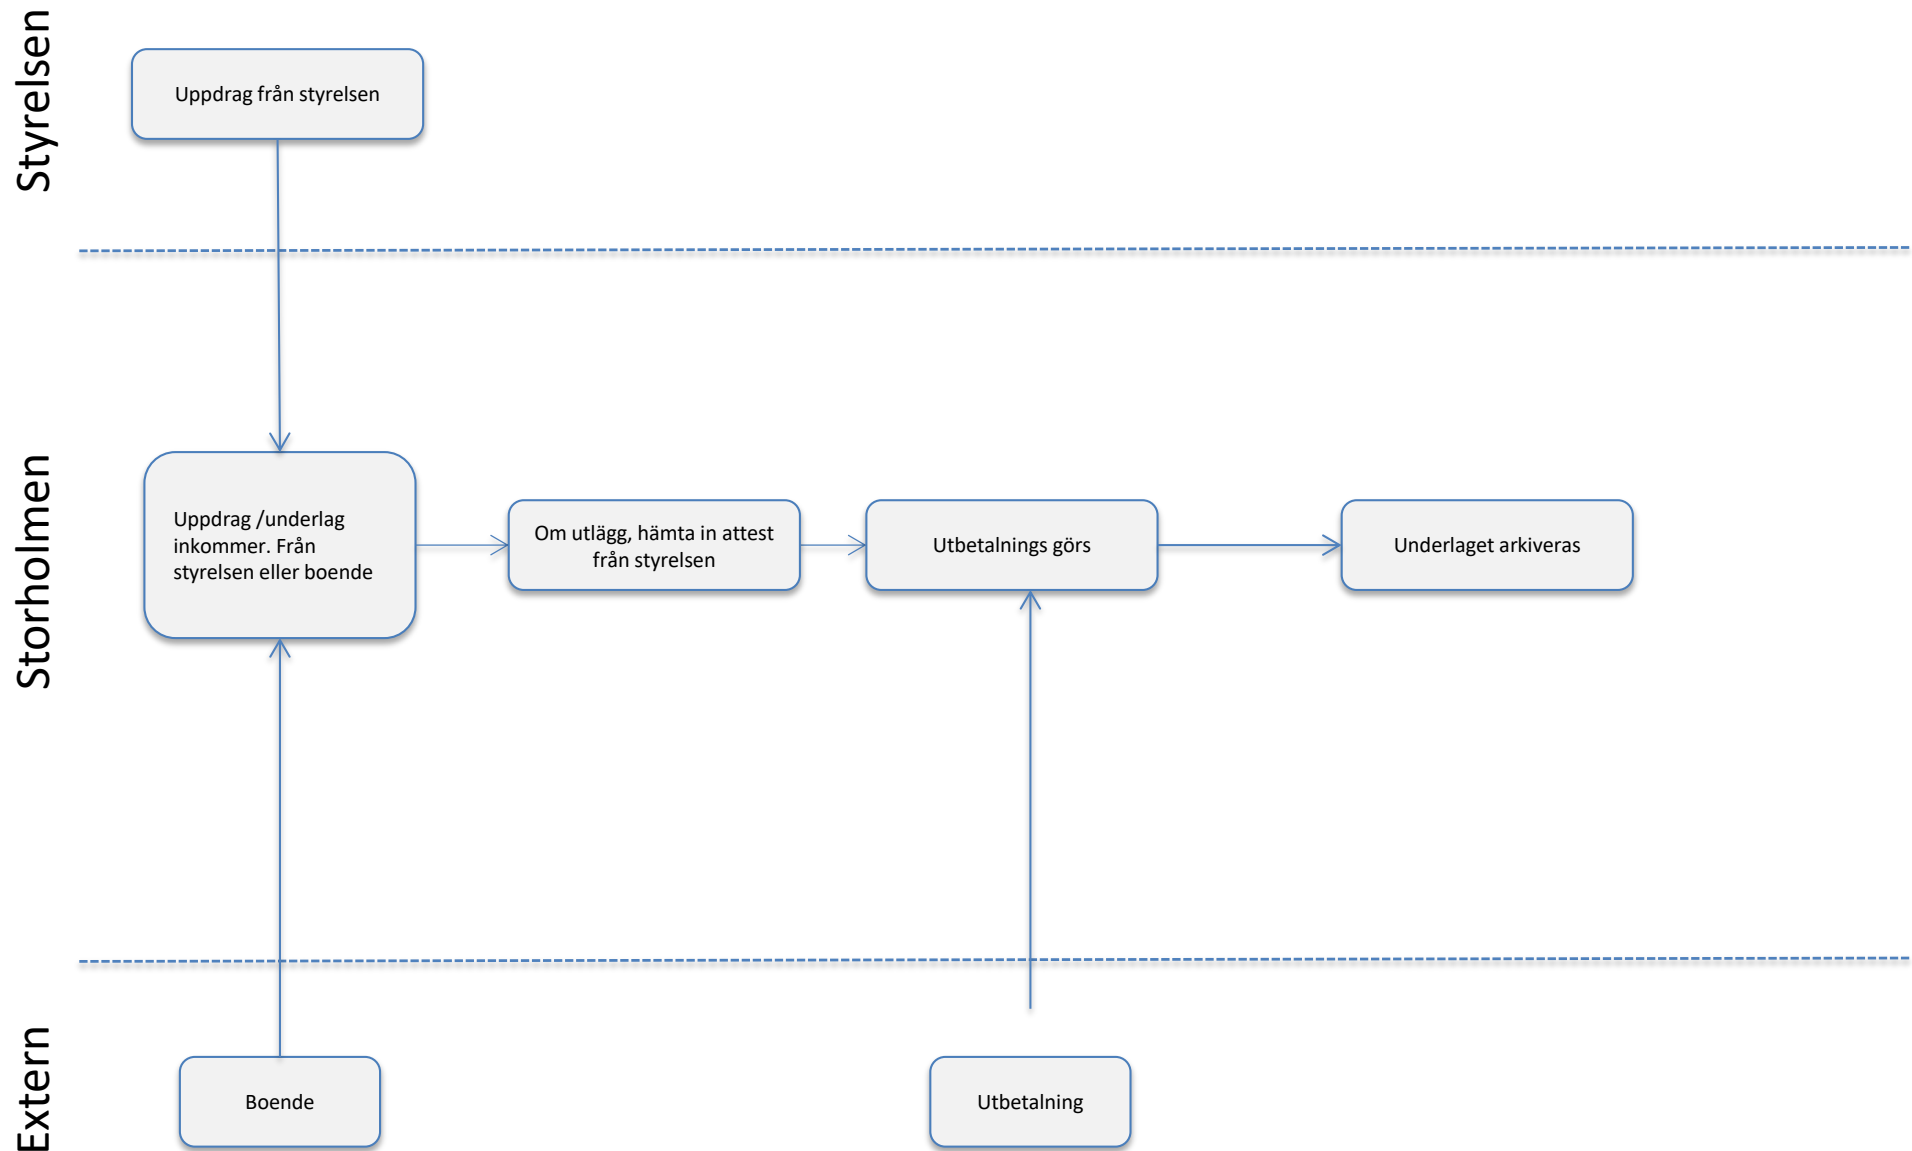 Styrelsen
Uppdrag från styrelsen
Storholmen
Uppdrag /underlag
inkommer. Från
styrelsen eller boende
Om utlägg, hämta in attest
från styrelsen
Utbetalnings görs
Underlaget arkiveras
Extern
Boende
Utbetalning